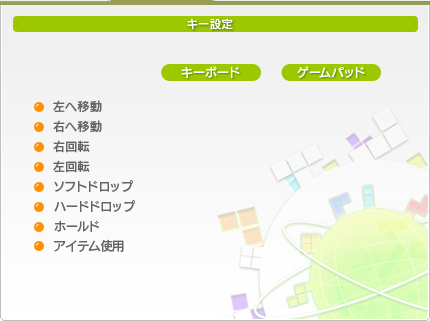 キー設定
キーボード ゲームパッド
左へ移動
右へ移動
右回転
左回転
ソフトドロップ
ハードドロップ
ホールド
アイテム使用